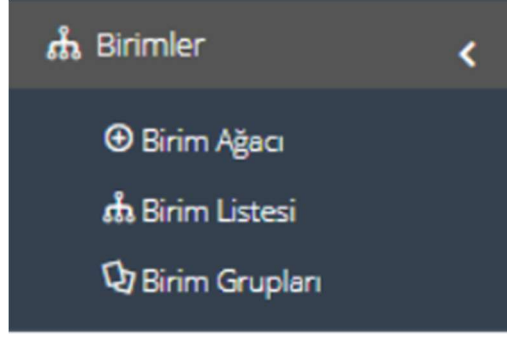 Birimler
Birim Ağacı
Birim Listesi
Birim Grupları